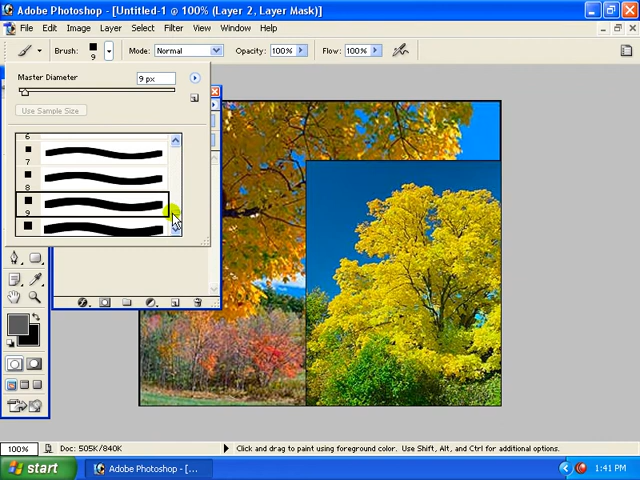 Adobe Photoshop - [Untitled-1 @ 100% (Layer 2, Layer Mask)]
File Edit Image Layer Select Filter View Window Help
Brush: 9 Mode: Normal Opacity: 100% Flow: 100%
Master Diameter 9 px
Use Sample Size
6
7
8
9
100% Doc: 505K/840K Click and drag to paint using foreground color. Use Shift, Alt, and Ctrl for additional options.
start Adobe Photoshop - [... 1:41 PM